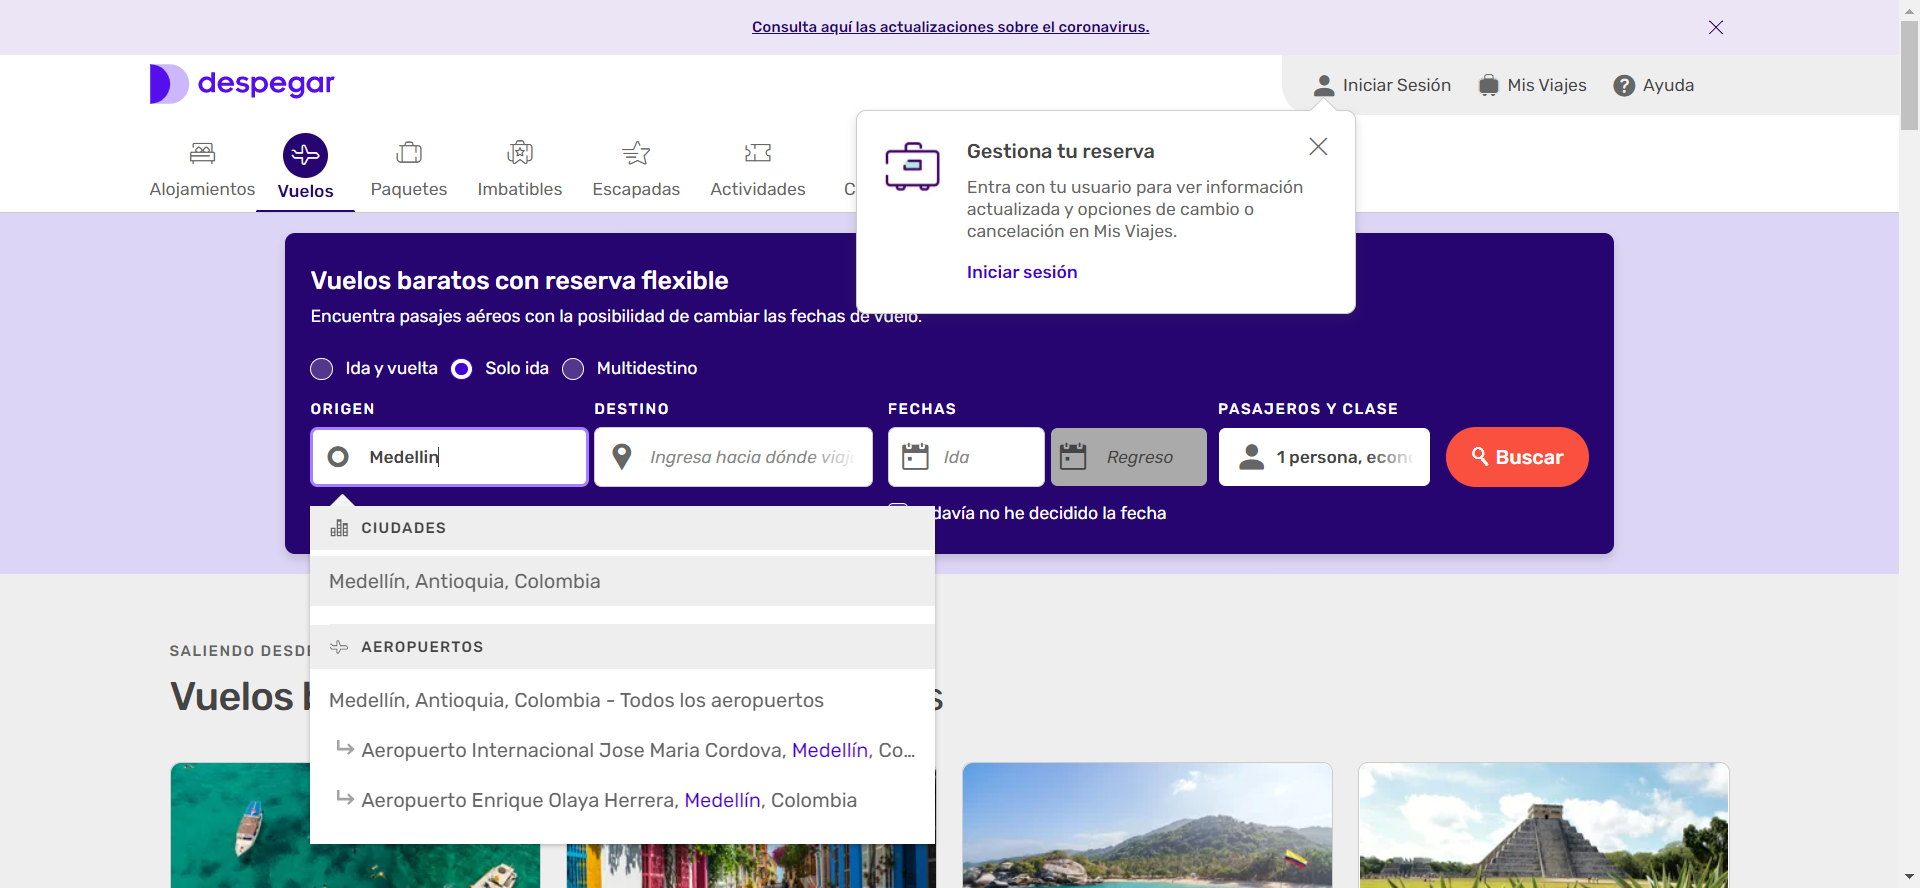 Consulta aquí las actualizaciones sobre el coronavirus.
despegar
Iniciar Sesión
Mis Viajes
Ayuda
Alojamientos
Vuelos
Paquetes
Imbatibles
Escapadas
Actividades
C
Gestiona tu reserva
Entra con tu usuario para ver información
actualizada y opciones de cambio o
cancelación en Mis Viajes.
Iniciar sesión
Vuelos baratos con reserva flexible
Encuentra pasajes aéreos con la posibilidad de cambiar las fechas de vuelo.
Ida y vuelta
Solo ida
Multidestino
ORIGEN
DESTINO
FECHAS
PASAJEROS Y CLASE
Medellin
Ingresa hacia dónde viaj
Ida
Regreso
1 persona, econ
Buscar
davía no he decidido la fecha
CIUDADES
Medellín, Antioquia, Colombia
AEROPUERTOS
Medellín, Antioquia, Colombia - Todos los aeropuertos
Aeropuerto Internacional Jose Maria Cordova, Medellín, Co...
Aeropuerto Enrique Olaya Herrera, Medellín, Colombia
SALIENDO DESDE
Vuelos b
s